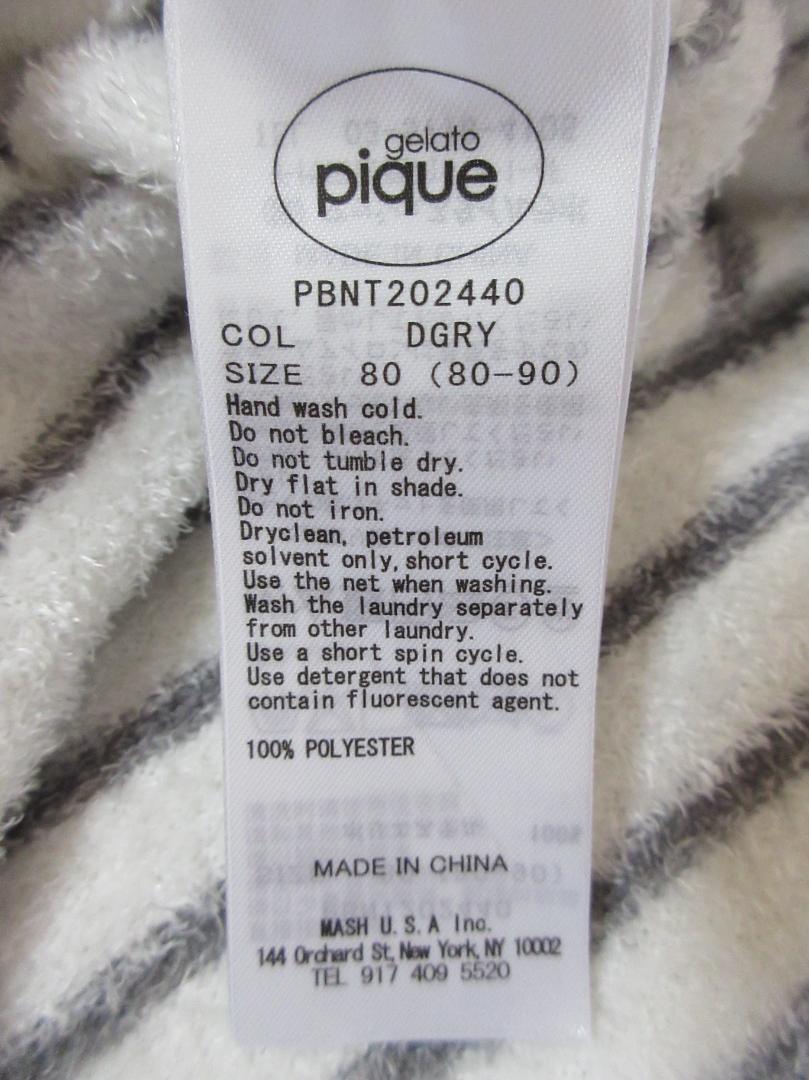 gelato
pique
PBNT202440
COL DGRY
SIZE 80 (80-90)
Hand wash cold.
Do not bleach.
Do not tumble dry.
Dry flat in shade.
Do not iron.
Dryclean, petroleum
solvent only, short cycle.
Use the net when washing.
Wash the laundry separately
from other laundry.
Use a short spin cycle.
Use detergent that does not
contain fluorescent agent.
100% POLYESTER
MADE IN CHINA
MASH U.S.A Inc.
144 Orchard St, New York, NY 10002
TEL 917 409 5520